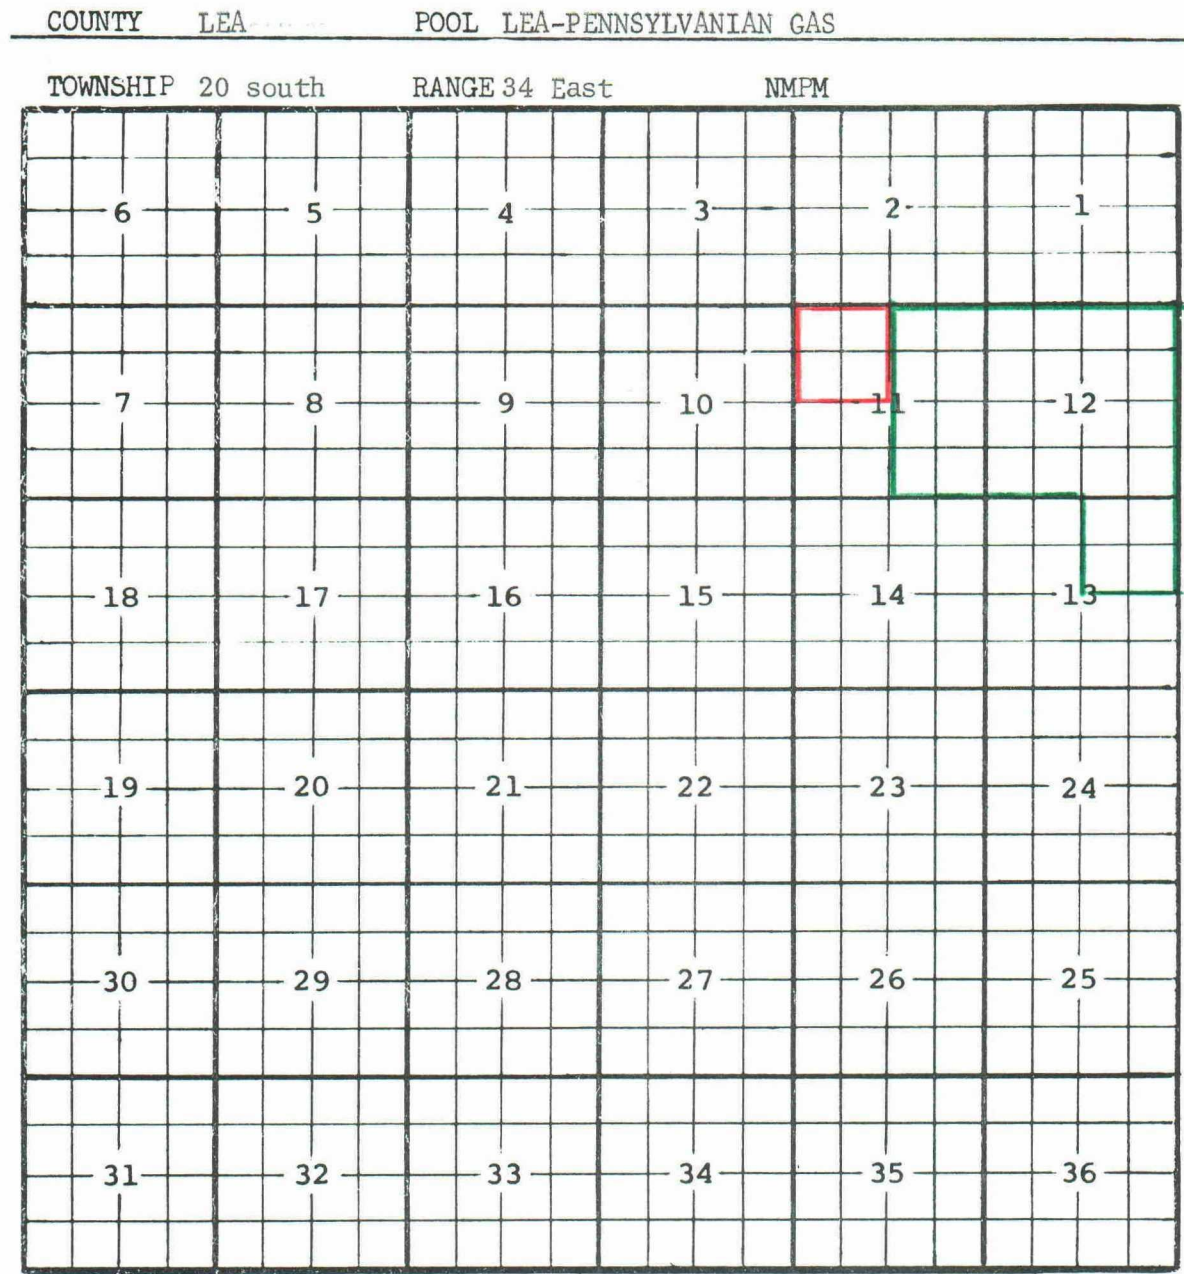 COUNTY LEA POOL LEA-PENNSYLVANIAN GAS
TOWNSHIP 20 south RANGE 34 East NMPM
6 5 4 3 2 1
7 8 9 10 11 12
18 17 16 15 14 13
19 20 21 22 23 24
30 29 28 27 26 25
31 32 33 34 35 36